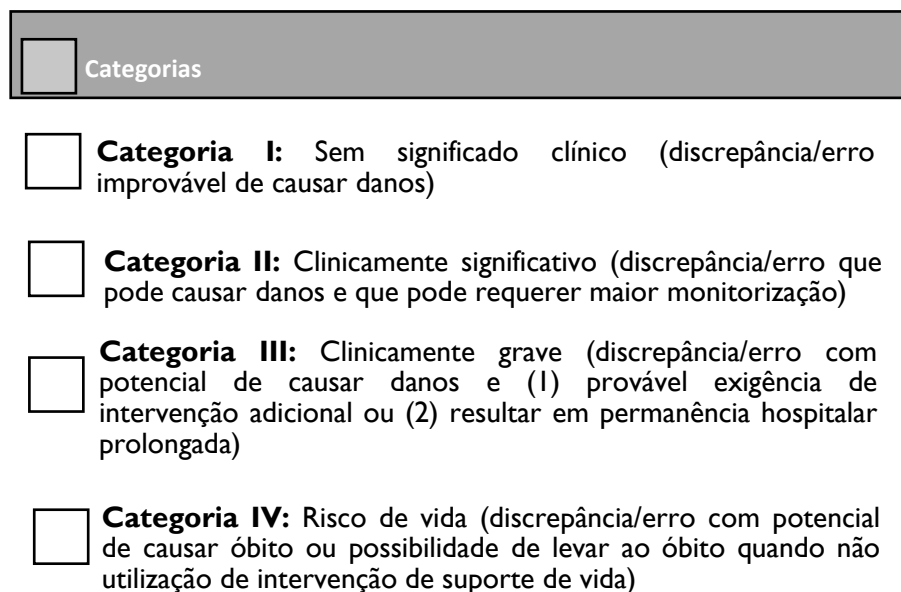 Categorias
Categoria I: Sem significado clínico (discrepância/erro
improvável de causar danos)
Categoria II: Clinicamente significativo (discrepância/erro que
pode causar danos e que pode requerer maior monitorização)
Categoria III: Clinicamente grave (discrepância/erro com
potencial de causar danos e (1) provável exigência de
intervenção adicional ou (2) resultar em permanência hospitalar
prolongada)
Categoria IV: Risco de vida (discrepância/erro com potencial
de causar óbito ou possibilidade de levar ao óbito quando não
utilização de intervenção de suporte de vida)